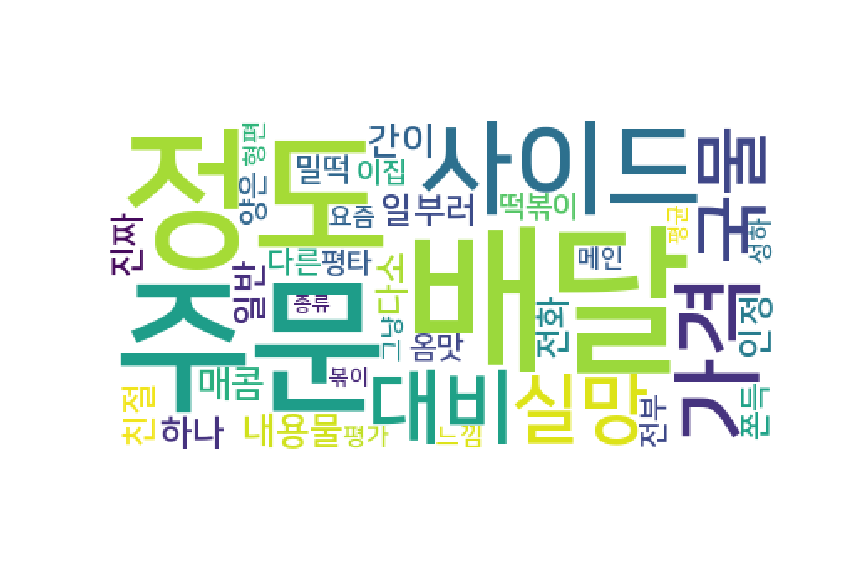 정도
사이드
국물
형편
간이
밀떡
이집
양은
요즘
일부러
떡볶이
평균
성하
진짜
일반
다른
평타
다소
배달
메인
주문
종류
그냥
옴맛
전화
가격
인정
매콤
볶이
대비
실망
전부
쫀득
친절
하나
내용물
평가
느낌